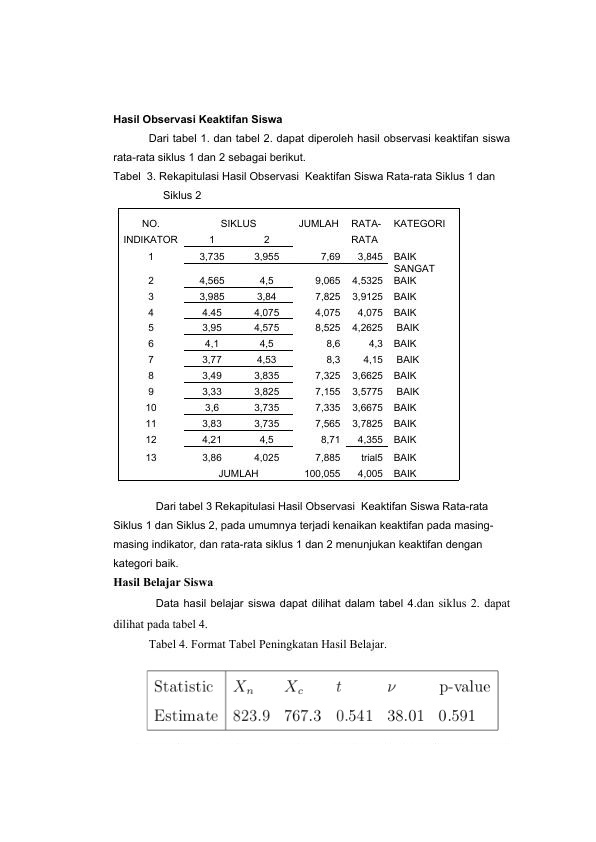 Hasil Observasi Keaktifan Siswa
Dari tabel 1. dan tabel 2. dapat diperoleh hasil observasi keaktifan siswa
rata-rata siklus 1 dan 2 sebagai berikut.
Tabel 3. Rekapitulasi Hasil Observasi Keaktifan Siswa Rata-rata Siklus 1 dan
Siklus 2
NO. SIKLUS JUMLAH RATA- KATEGORI
INDIKATOR 1 2 RATA
1 3,735 3,955 7,69 3,845 BAIK
SANGAT
2 4,565 4,5 9,065 4,5325 BAIK
3 3,985 3,84 7,825 3,9125 BAIK
4 4.45 4,075 4,075 4,075 BAIK
5 3,95 4,575 8,525 4,2625 BAIK
6 4,1 4,5 8,6 4,3 BAIK
7 3,77 4,53 8,3 4,15 BAIK
8 3,49 3,835 7,325 3,6625 BAIK
9 3,33 3,825 7,155 3,5775 BAIK
10 3,6 3,735 7,335 3,6675 BAIK
11 3,83 3,735 7,565 3,7825 BAIK
12 4,21 4,5 8,71 4,355 BAIK
13 3,86 4,025 7,885 trial5 BAIK
JUMLAH 100,055 4,005 BAIK
Dari tabel 3 Rekapitulasi Hasil Observasi Keaktifan Siswa Rata-rata
Siklus 1 dan Siklus 2, pada umumnya terjadi kenaikan keaktifan pada masing-
masing indikator, dan rata-rata siklus 1 dan 2 menunjukan keaktifan dengan
kategori baik.
Hasil Belajar Siswa
Data hasil belajar siswa dapat dilihat dalam tabel 4.dan siklus 2. dapat
dilihat pada tabel 4.
Tabel 4. Format Tabel Peningkatan Hasil Belajar.
Statistic Xₙ X꜀ t ν p-value
Estimate 823.9 767.3 0.541 38.01 0.591